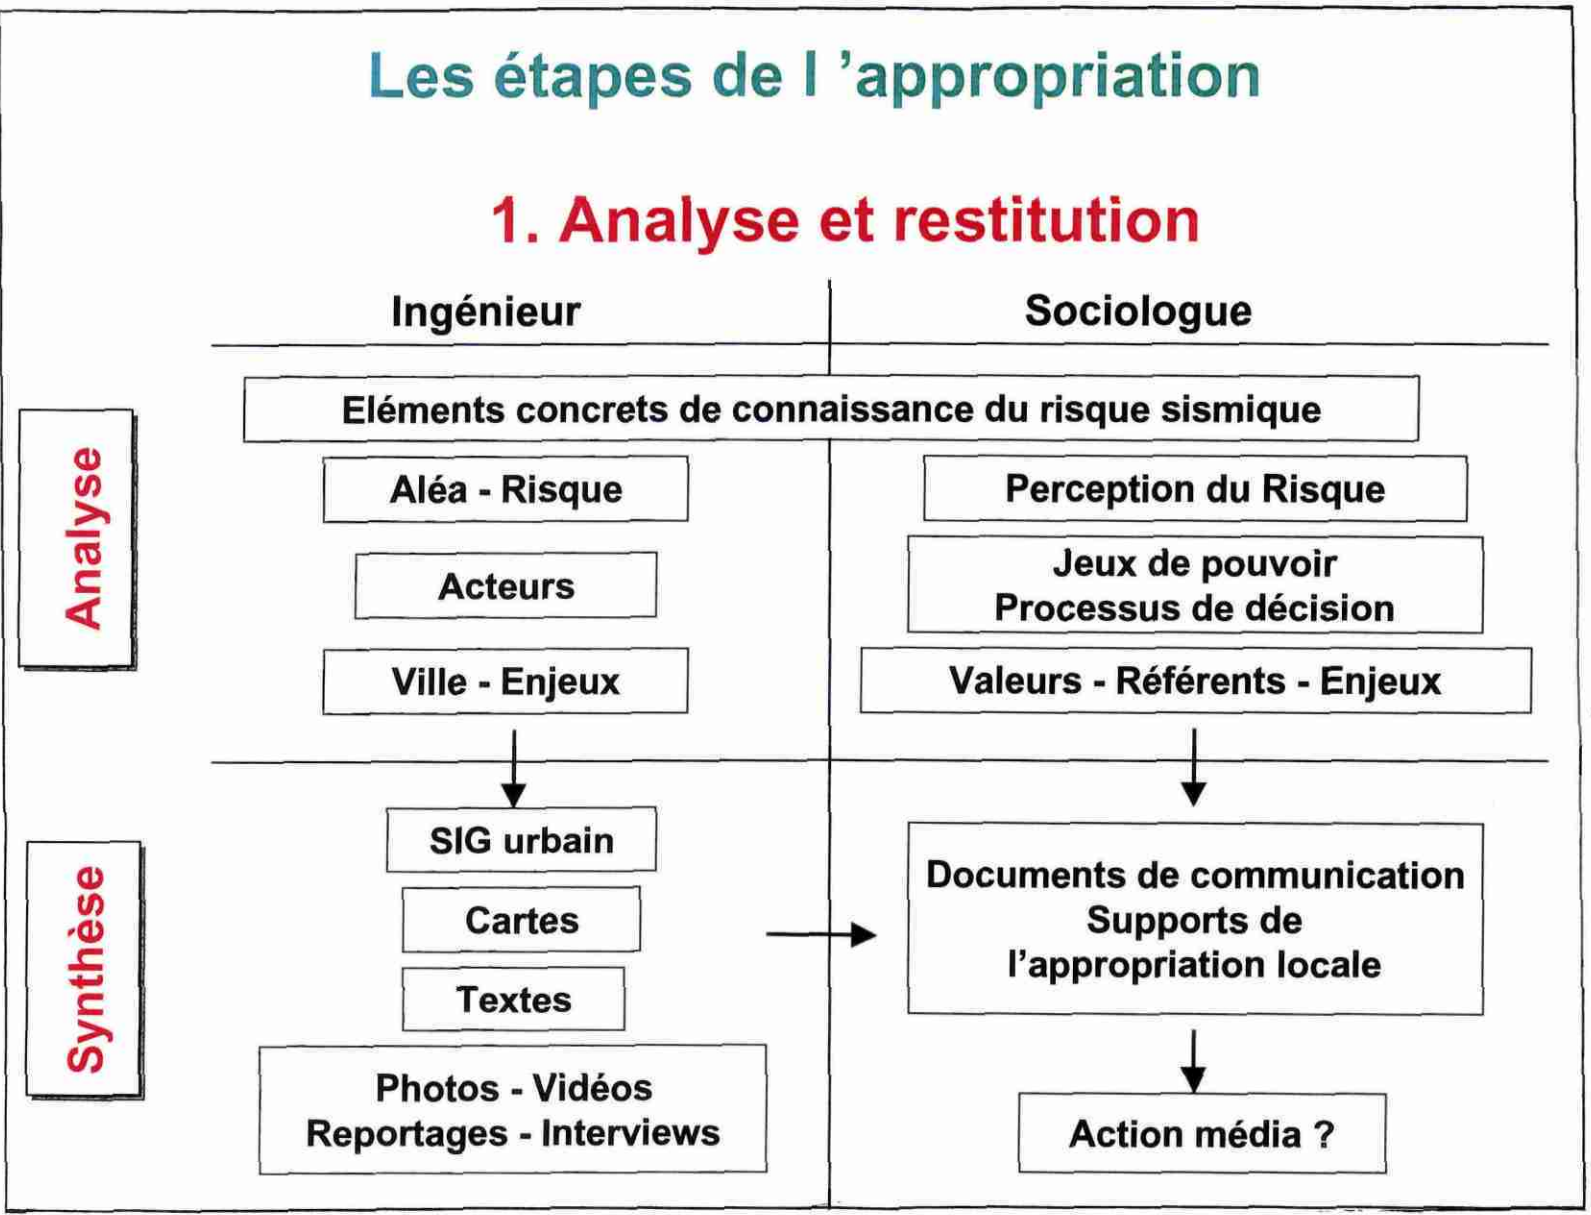 Les étapes de l ’appropriation
1. Analyse et restitution
Ingénieur
Sociologue
Eléments concrets de connaissance du risque sismique
Analyse
Aléa - Risque
Perception du Risque
Acteurs
Jeux de pouvoir
Processus de décision
Ville - Enjeux
Valeurs - Référents - Enjeux
Synthèse
SIG urbain
Cartes
Textes
Photos - Vidéos
Reportages - Interviews
Documents de communication
Supports de
l’appropriation locale
Action média ?